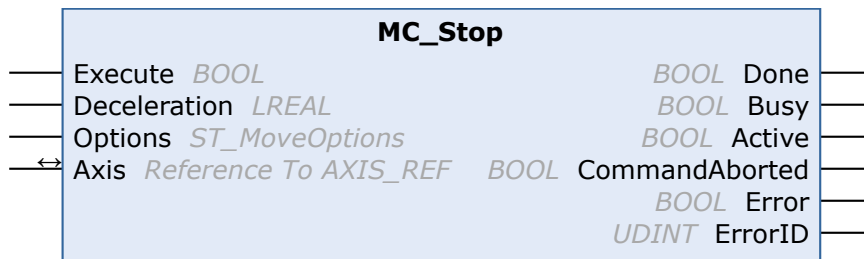 MC_Stop
Execute BOOL BOOL Done
Deceleration LREAL BOOL Busy
Options ST_MoveOptions BOOL Active
↔ Axis Reference To AXIS_REF BOOL CommandAborted
BOOL Error
UDINT ErrorID